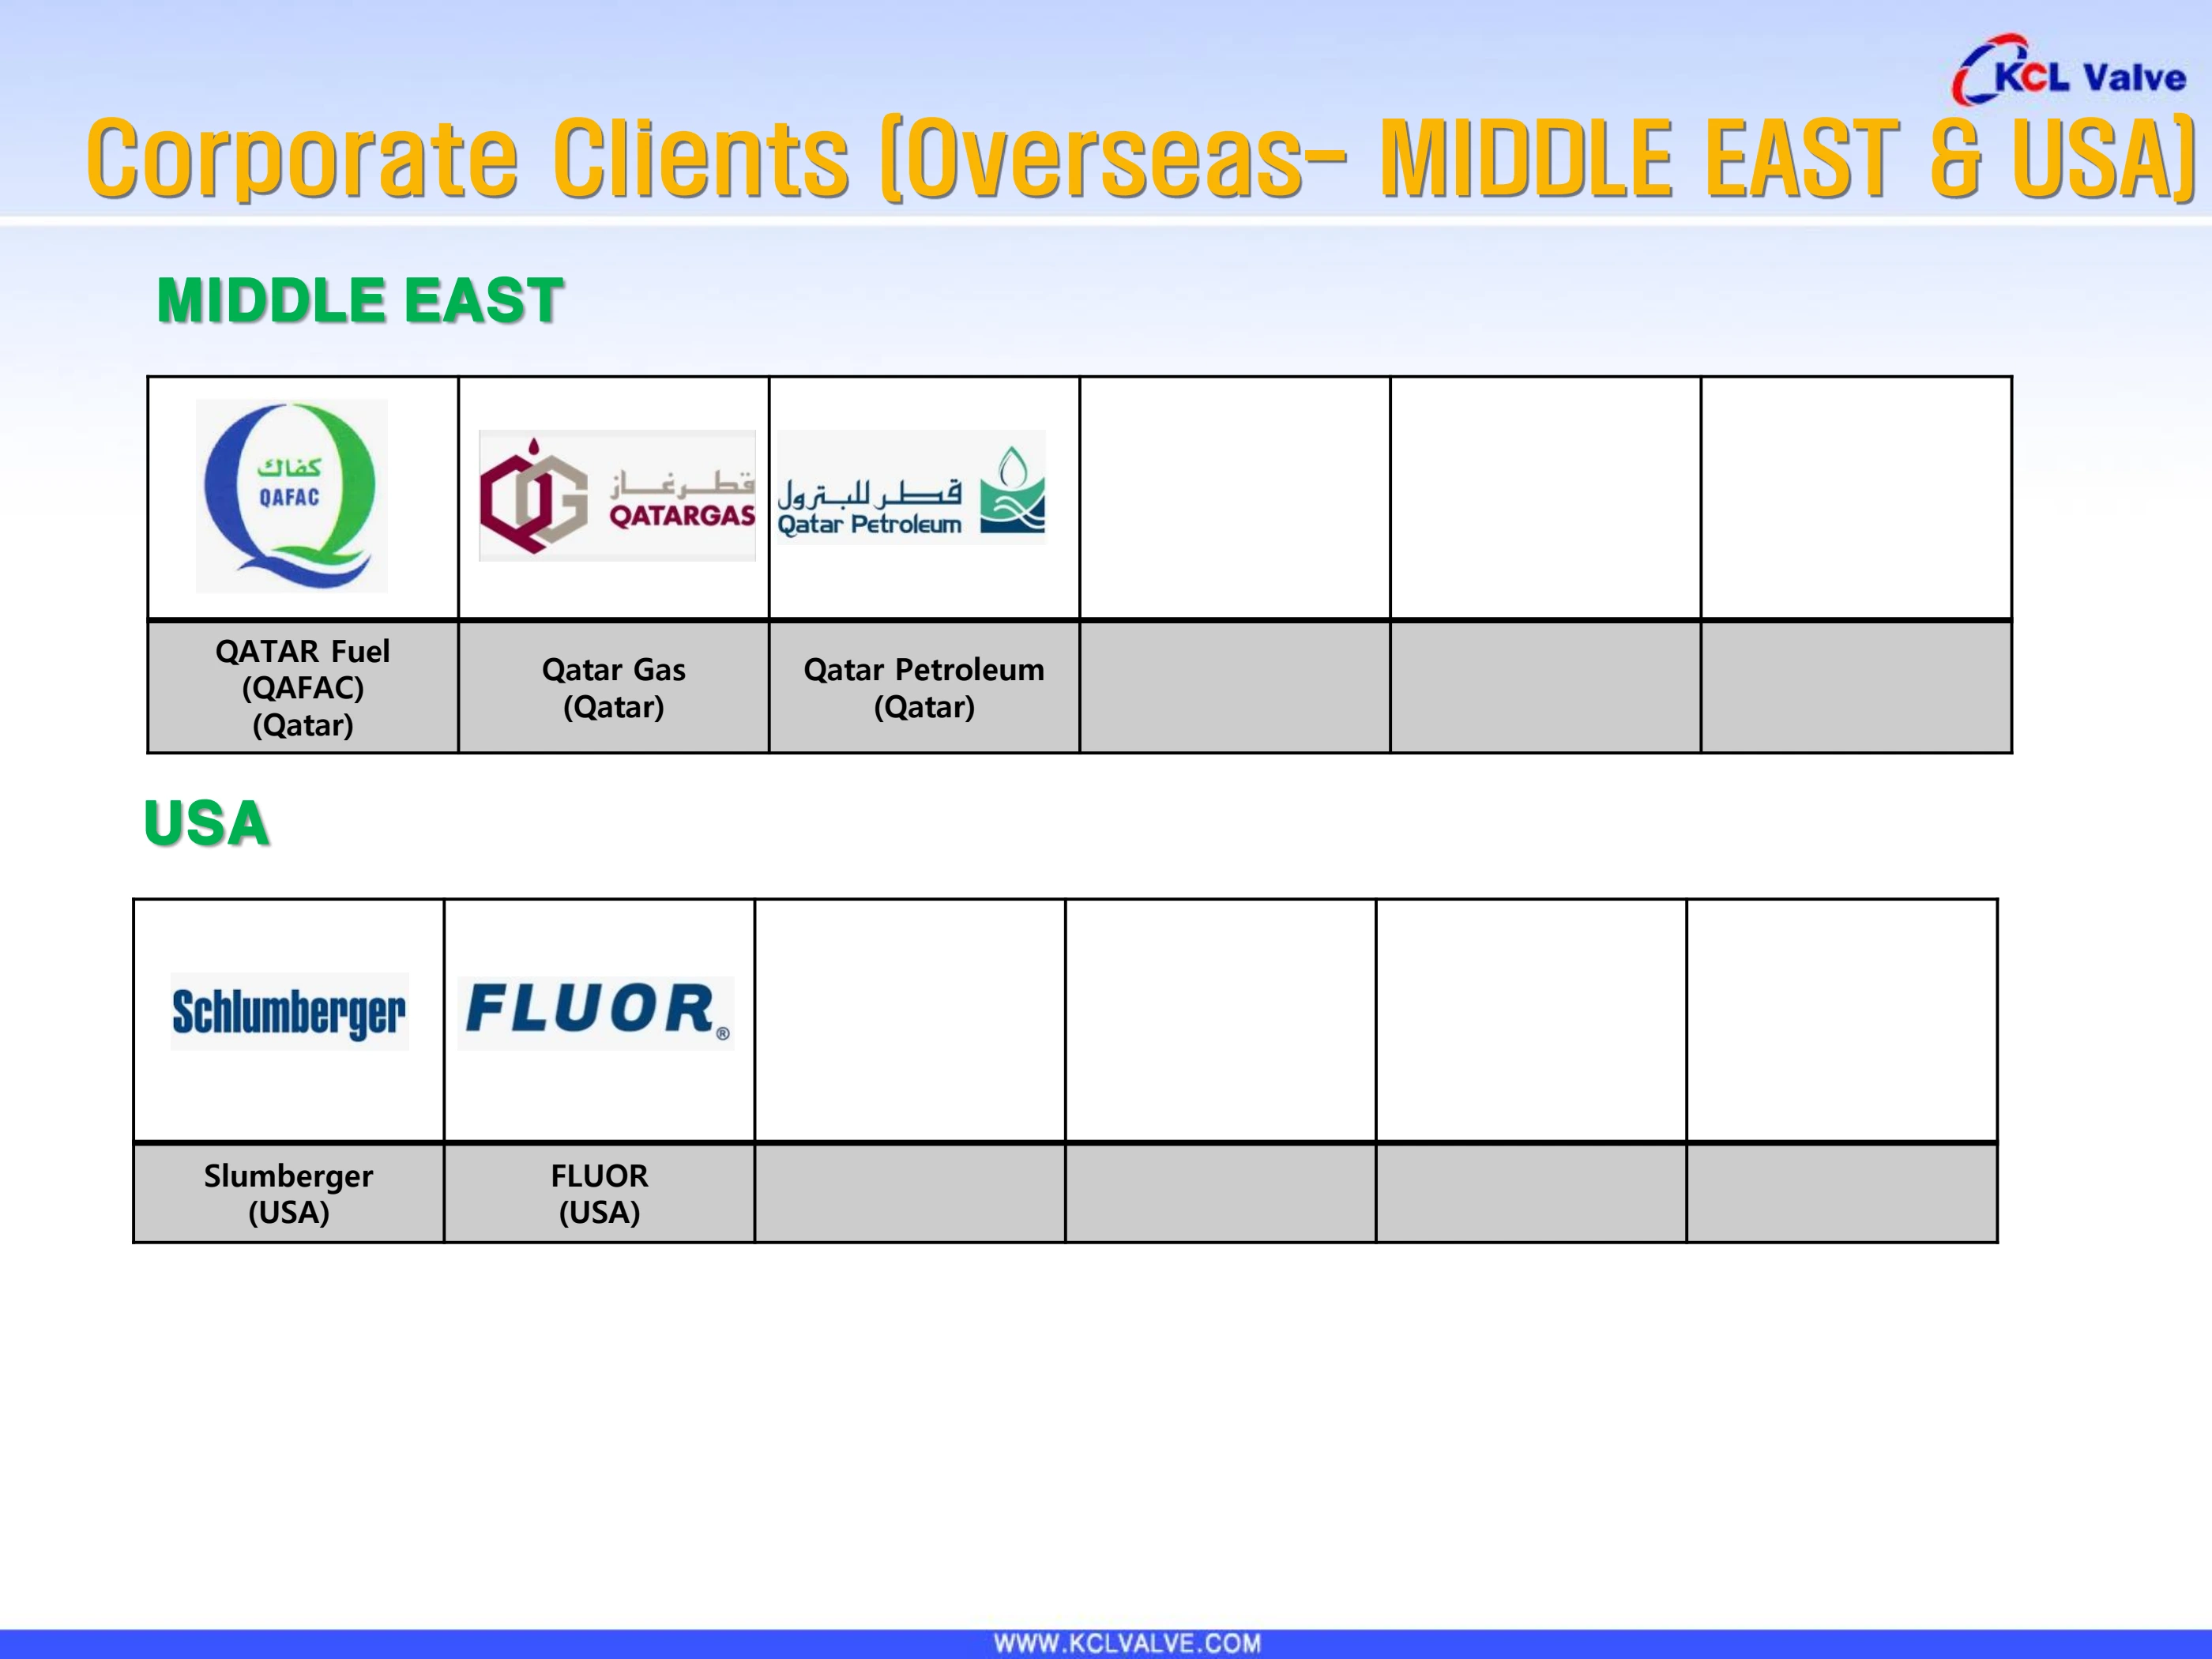 KCL Valve
Corporate Clients (Overseas- MIDDLE EAST & USA)
MIDDLE EAST
كفاك
QAFAC
قطرغاز
QATARGAS
قطر للبترول
Qatar Petroleum
QATAR Fuel
(QAFAC)
(Qatar)
Qatar Gas
(Qatar)
Qatar Petroleum
(Qatar)
USA
Schlumberger
FLUOR®
Slumberger
(USA)
FLUOR
(USA)
WWW.KCLVALVE.COM